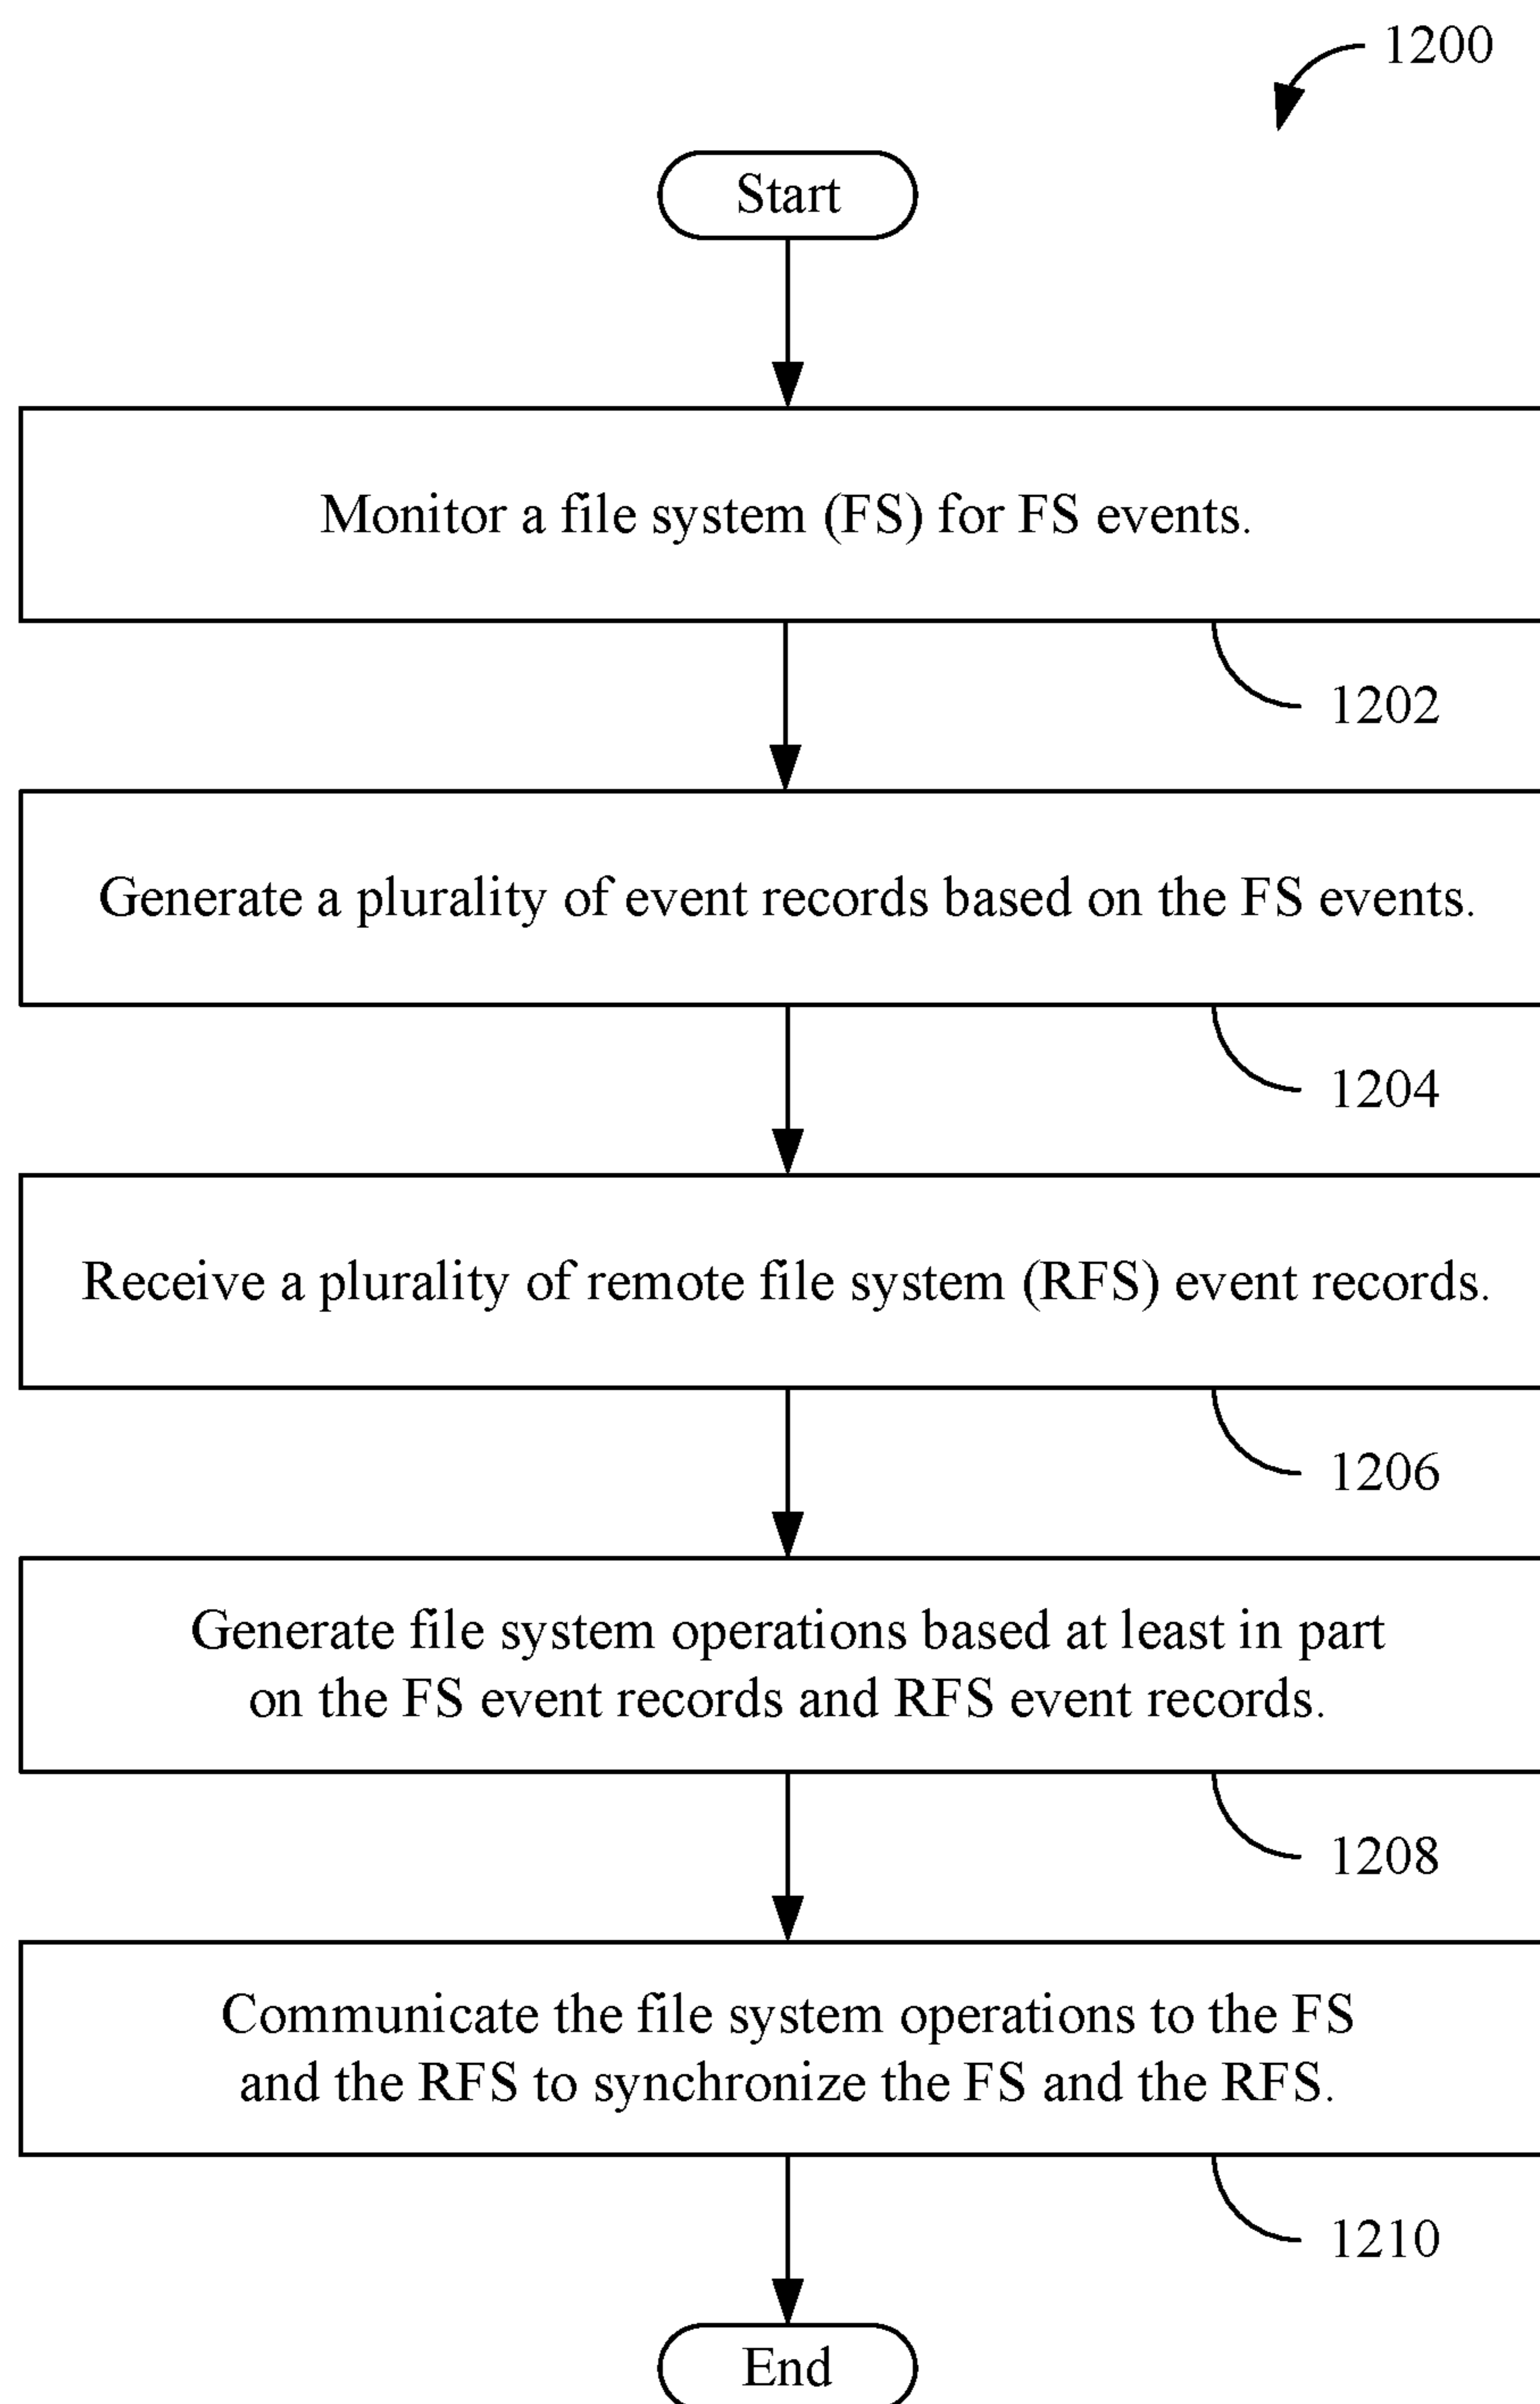 1200
Start
Monitor a file system (FS) for FS events.
1202
Generate a plurality of event records based on the FS events.
1204
Receive a plurality of remote file system (RFS) event records.
1206
Generate file system operations based at least in part
on the FS event records and RFS event records.
1208
Communicate the file system operations to the FS
and the RFS to synchronize the FS and the RFS.
1210
End